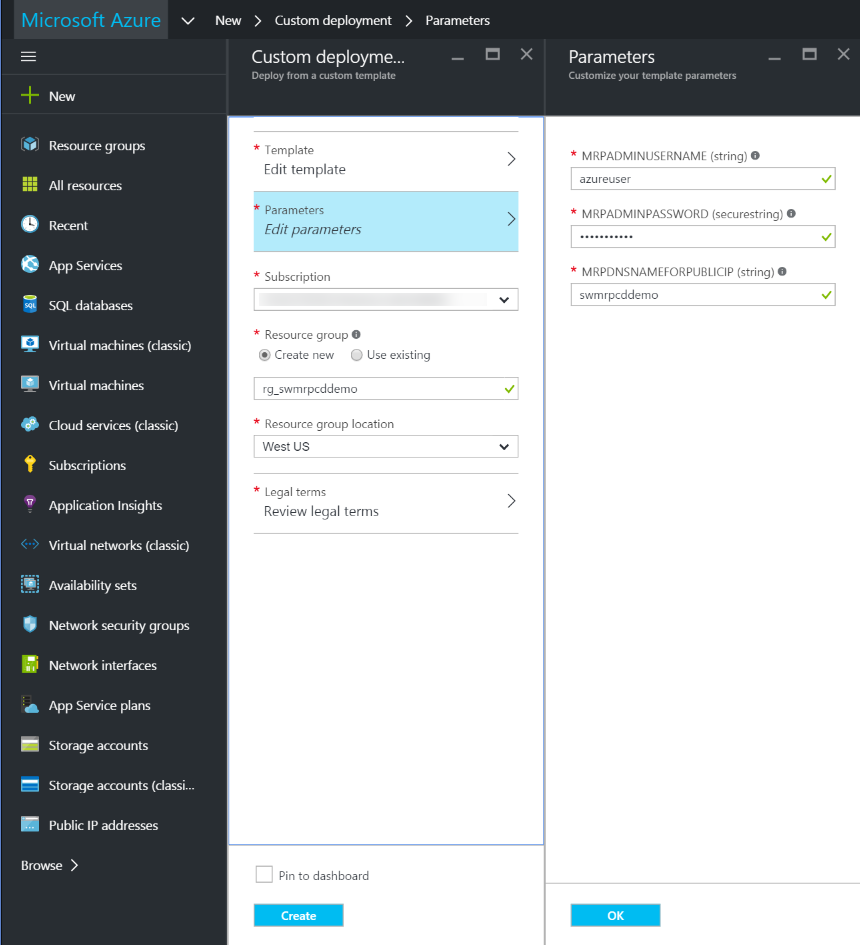 Microsoft Azure New > Custom deployment > Parameters
New
Resource groups
All resources
Recent
App Services
SQL databases
Virtual machines (classic)
Virtual machines
Cloud services (classic)
Subscriptions
Application Insights
Virtual networks (classic)
Availability sets
Network security groups
Network interfaces
App Service plans
Storage accounts
Storage accounts (classi...
Public IP addresses
Browse >
Custom deployme...
Deploy from a custom template
* Template
Edit template
* Parameters
Edit parameters
* Subscription
* Resource group
Create new Use existing
rg_swmrpcddemo
* Resource group location
West US
* Legal terms
Review legal terms
Pin to dashboard
Create
Parameters
Customize your template parameters
* MRPADMINUSERNAME (string)
azureuser
* MRPADMINPASSWORD (securestring)
•••••••••••
* MRPDNSNAMEFORPUBLICIP (string)
swmrpcddemo
OK